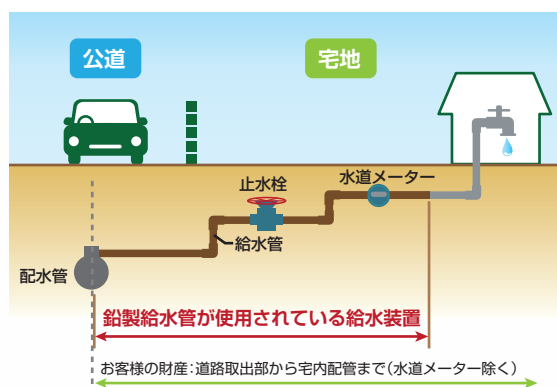 公道
宅地
止水栓
水道メーター
給水管
配水管
鉛製給水管が使用されている給水装置
お客様の財産：道路取出部から宅内配管まで（水道メーター除く）